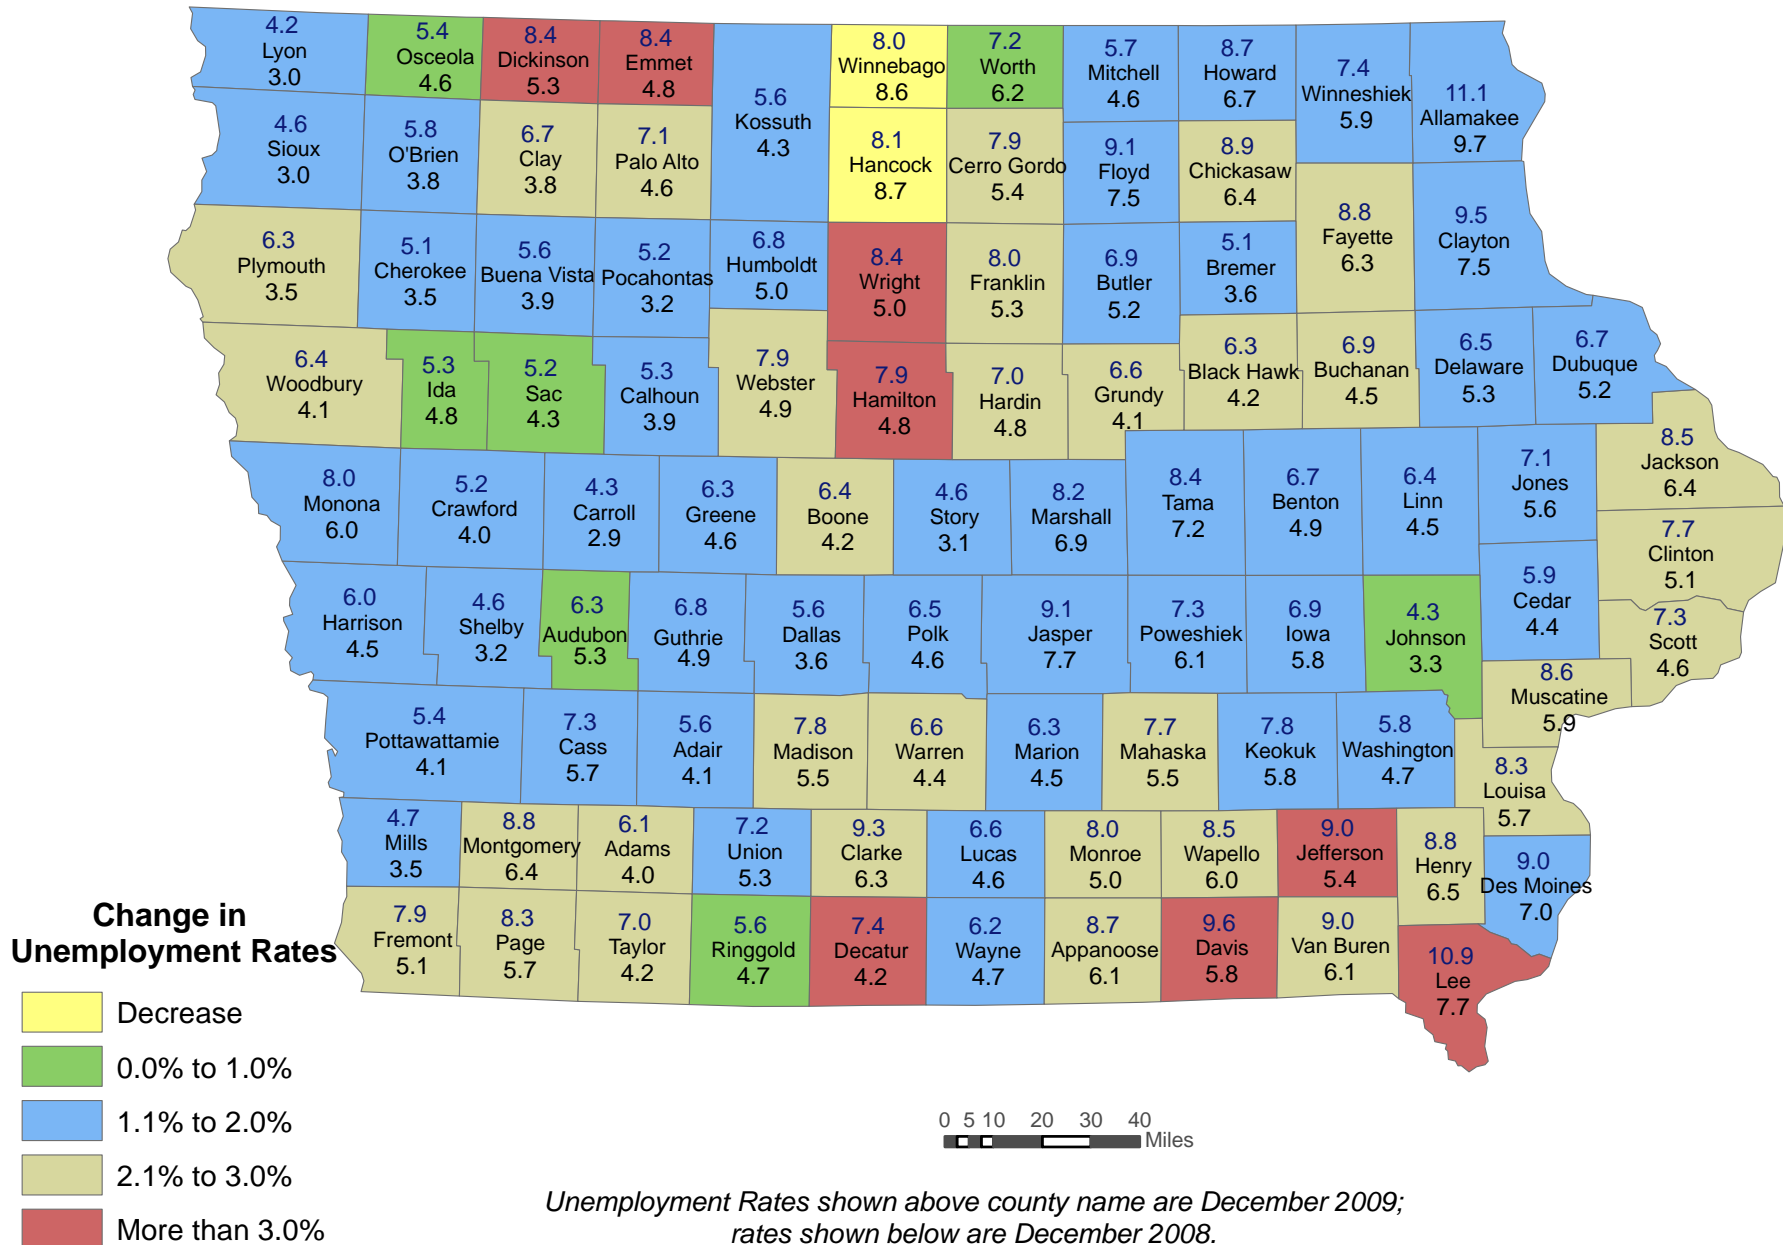 4.2
Lyon
3.0
5.4
Osceola
4.6
8.4
Dickinson
5.3
8.4
Emmet
4.8
5.6
Kossuth
4.3
8.0
Winnebago
8.6
7.2
Worth
6.2
5.7
Mitchell
4.6
8.7
Howard
6.7
7.4
Winneshiek
5.9
11.1
Allamakee
9.7
4.6
Sioux
3.0
5.8
O'Brien
3.8
6.7
Clay
3.8
7.1
Palo Alto
4.6
8.1
Hancock
8.7
7.9
Cerro Gordo
5.4
9.1
Floyd
7.5
8.9
Chickasaw
6.4
8.8
Fayette
6.3
9.5
Clayton
7.5
6.3
Plymouth
3.5
5.1
Cherokee
3.5
5.6
Buena Vista
3.9
5.2
Pocahontas
3.2
6.8
Humboldt
5.0
8.4
Wright
5.0
8.0
Franklin
5.3
6.9
Butler
5.2
5.1
Bremer
3.6
6.4
Woodbury
4.1
5.3
Ida
4.8
5.2
Sac
4.3
5.3
Calhoun
3.9
7.9
Webster
4.9
7.9
Hamilton
4.8
7.0
Hardin
4.8
6.6
Grundy
4.1
6.3
Black Hawk
4.2
6.9
Buchanan
4.5
6.5
Delaware
5.3
6.7
Dubuque
5.2
8.0
Monona
6.0
5.2
Crawford
4.0
4.3
Carroll
2.9
6.3
Greene
4.6
6.4
Boone
4.2
4.6
Story
3.1
8.2
Marshall
6.9
8.4
Tama
7.2
6.7
Benton
4.9
6.4
Linn
4.5
7.1
Jones
5.6
8.5
Jackson
6.4
7.7
Clinton
5.1
6.0
Harrison
4.5
4.6
Shelby
3.2
6.3
Audubon
5.3
6.8
Guthrie
4.9
5.6
Dallas
3.6
6.5
Polk
4.6
9.1
Jasper
7.7
7.3
Poweshiek
6.1
6.9
Iowa
5.8
4.3
Johnson
3.3
5.9
Cedar
4.4
7.3
Scott
4.6
8.6
Muscatine
5.9
5.4
Pottawattamie
4.1
7.3
Cass
5.7
5.6
Adair
4.1
7.8
Madison
5.5
6.6
Warren
4.4
6.3
Marion
4.5
7.7
Mahaska
5.5
7.8
Keokuk
5.8
5.8
Washington
4.7
8.3
Louisa
5.7
4.7
Mills
3.5
8.8
Montgomery
6.4
6.1
Adams
4.0
7.2
Union
5.3
9.3
Clarke
6.3
6.6
Lucas
4.6
8.0
Monroe
5.0
8.5
Wapello
6.0
9.0
Jefferson
5.4
8.8
Henry
6.5
9.0
Des Moines
7.0
7.9
Fremont
5.1
8.3
Page
5.7
7.0
Taylor
4.2
5.6
Ringgold
4.7
7.4
Decatur
4.2
6.2
Wayne
4.7
8.7
Appanoose
6.1
9.6
Davis
5.8
9.0
Van Buren
6.1
10.9
Lee
7.7
Change in
Unemployment Rates
Decrease
0.0% to 1.0%
1.1% to 2.0%
2.1% to 3.0%
More than 3.0%
0 5 10 20 30 40
Miles
Unemployment Rates shown above county name are December 2009;
rates shown below are December 2008.